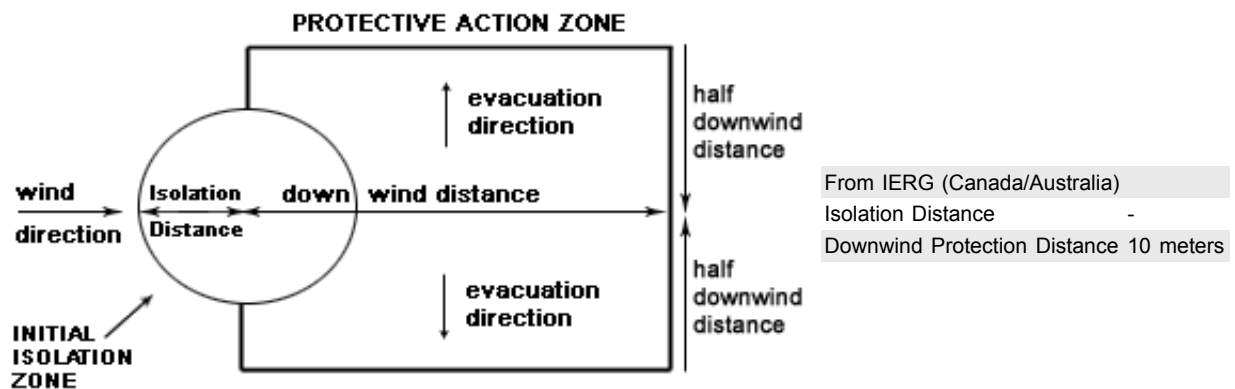 PROTECTIVE ACTION ZONE
evacuation
direction
half
downwind
distance
wind
direction
Isolation
Distance
down wind distance
evacuation
direction
half
downwind
distance
INITIAL
ISOLATION
ZONE
From IERG (Canada/Australia)
Isolation Distance -
Downwind Protection Distance 10 meters